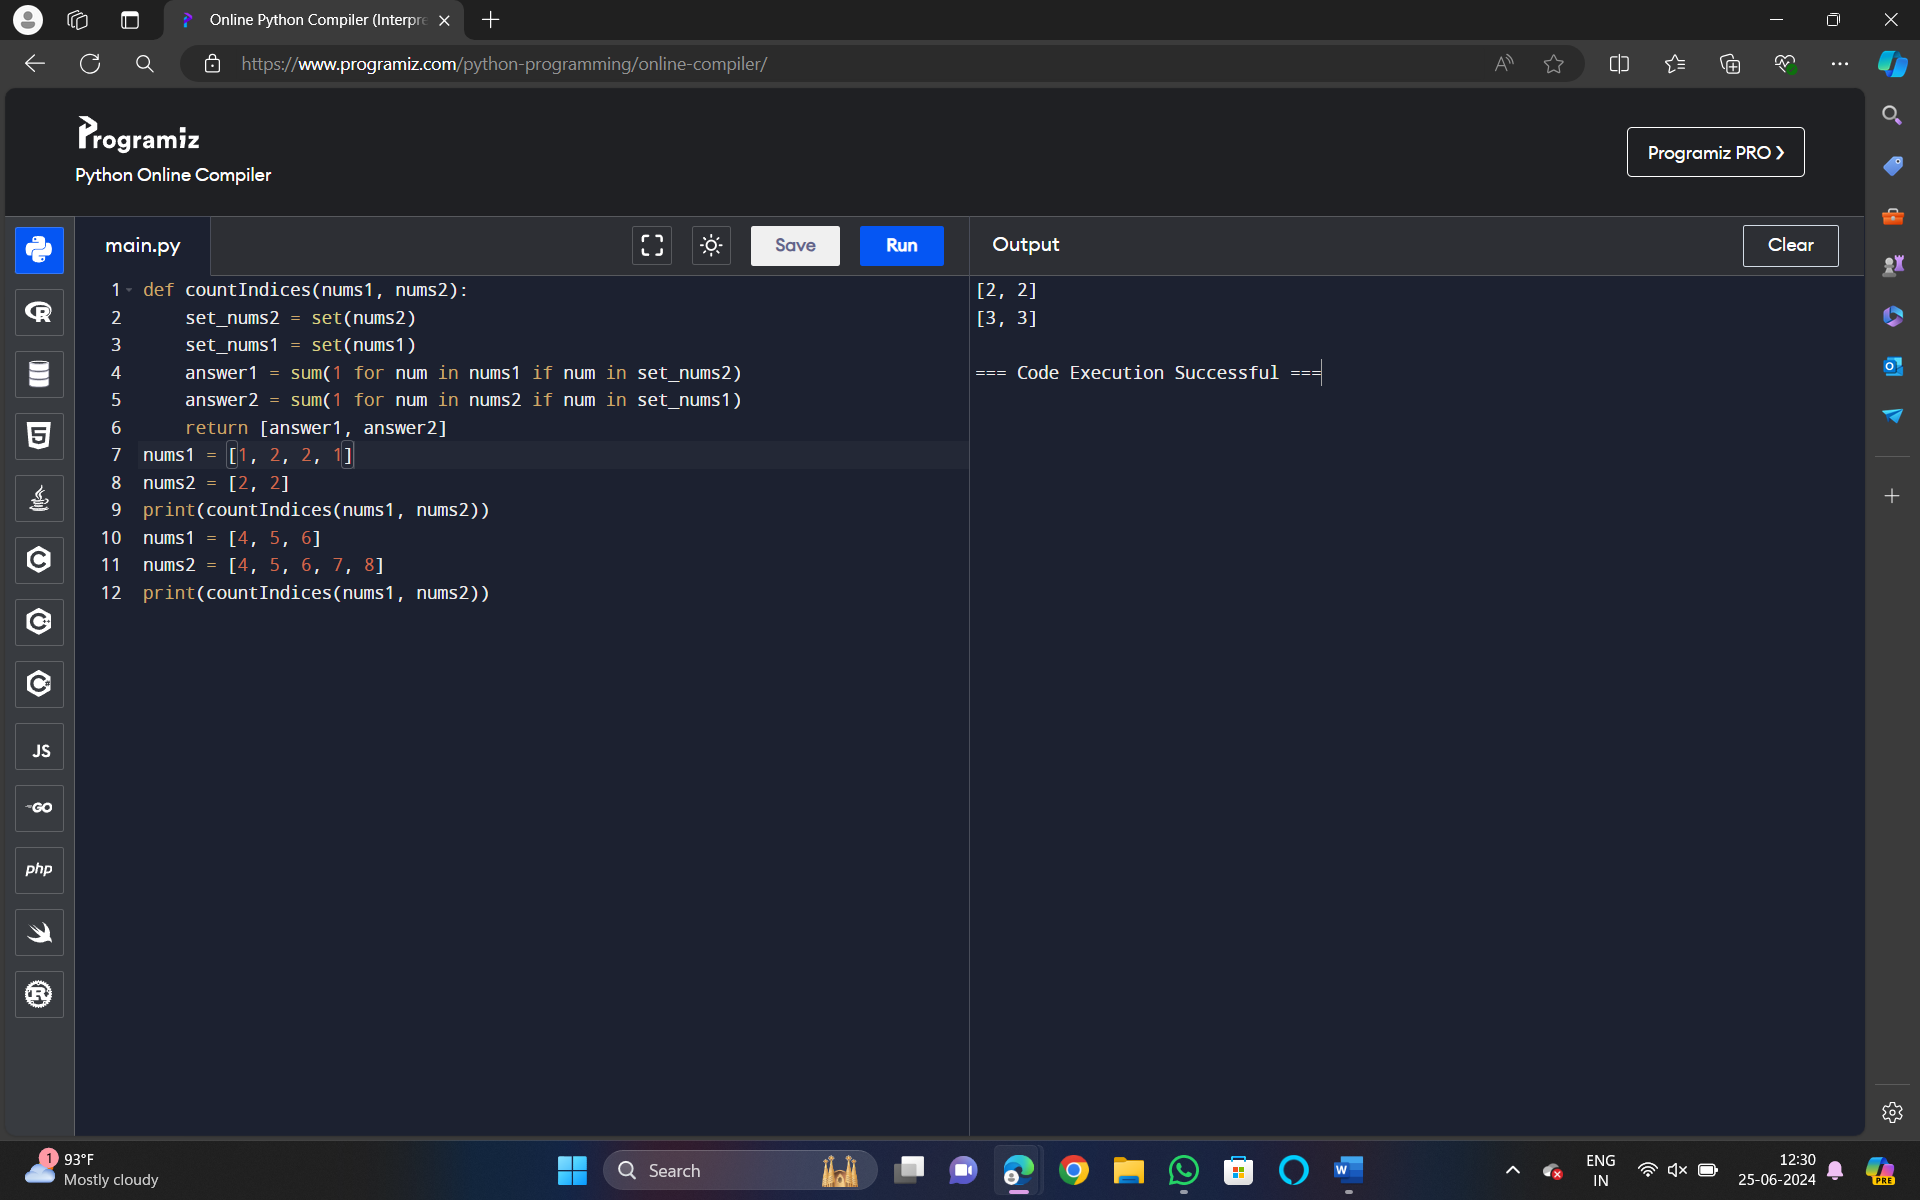 Online Python Compiler (Interpre
https://www.programiz.com/python-programming/online-compiler/
Programiz
Python Online Compiler
Programiz PRO
main.py
Save
Run
Output
Clear
1 def countIndices(nums1, nums2):
2     set_nums2 = set(nums2)
3     set_nums1 = set(nums1)
4     answer1 = sum(1 for num in nums1 if num in set_nums2)
5     answer2 = sum(1 for num in nums2 if num in set_nums1)
6     return [answer1, answer2]
7 nums1 = [1, 2, 2, 1]
8 nums2 = [2, 2]
9 print(countIndices(nums1, nums2))
10 nums1 = [4, 5, 6]
11 nums2 = [4, 5, 6, 7, 8]
12 print(countIndices(nums1, nums2))
[2, 2]
[3, 3]
=== Code Execution Successful ===
R
5
C
C
C
JS
GO
php
R
1
93°F
Mostly cloudy
Search
W
ENG
IN
12:30
25-06-2024
PRE